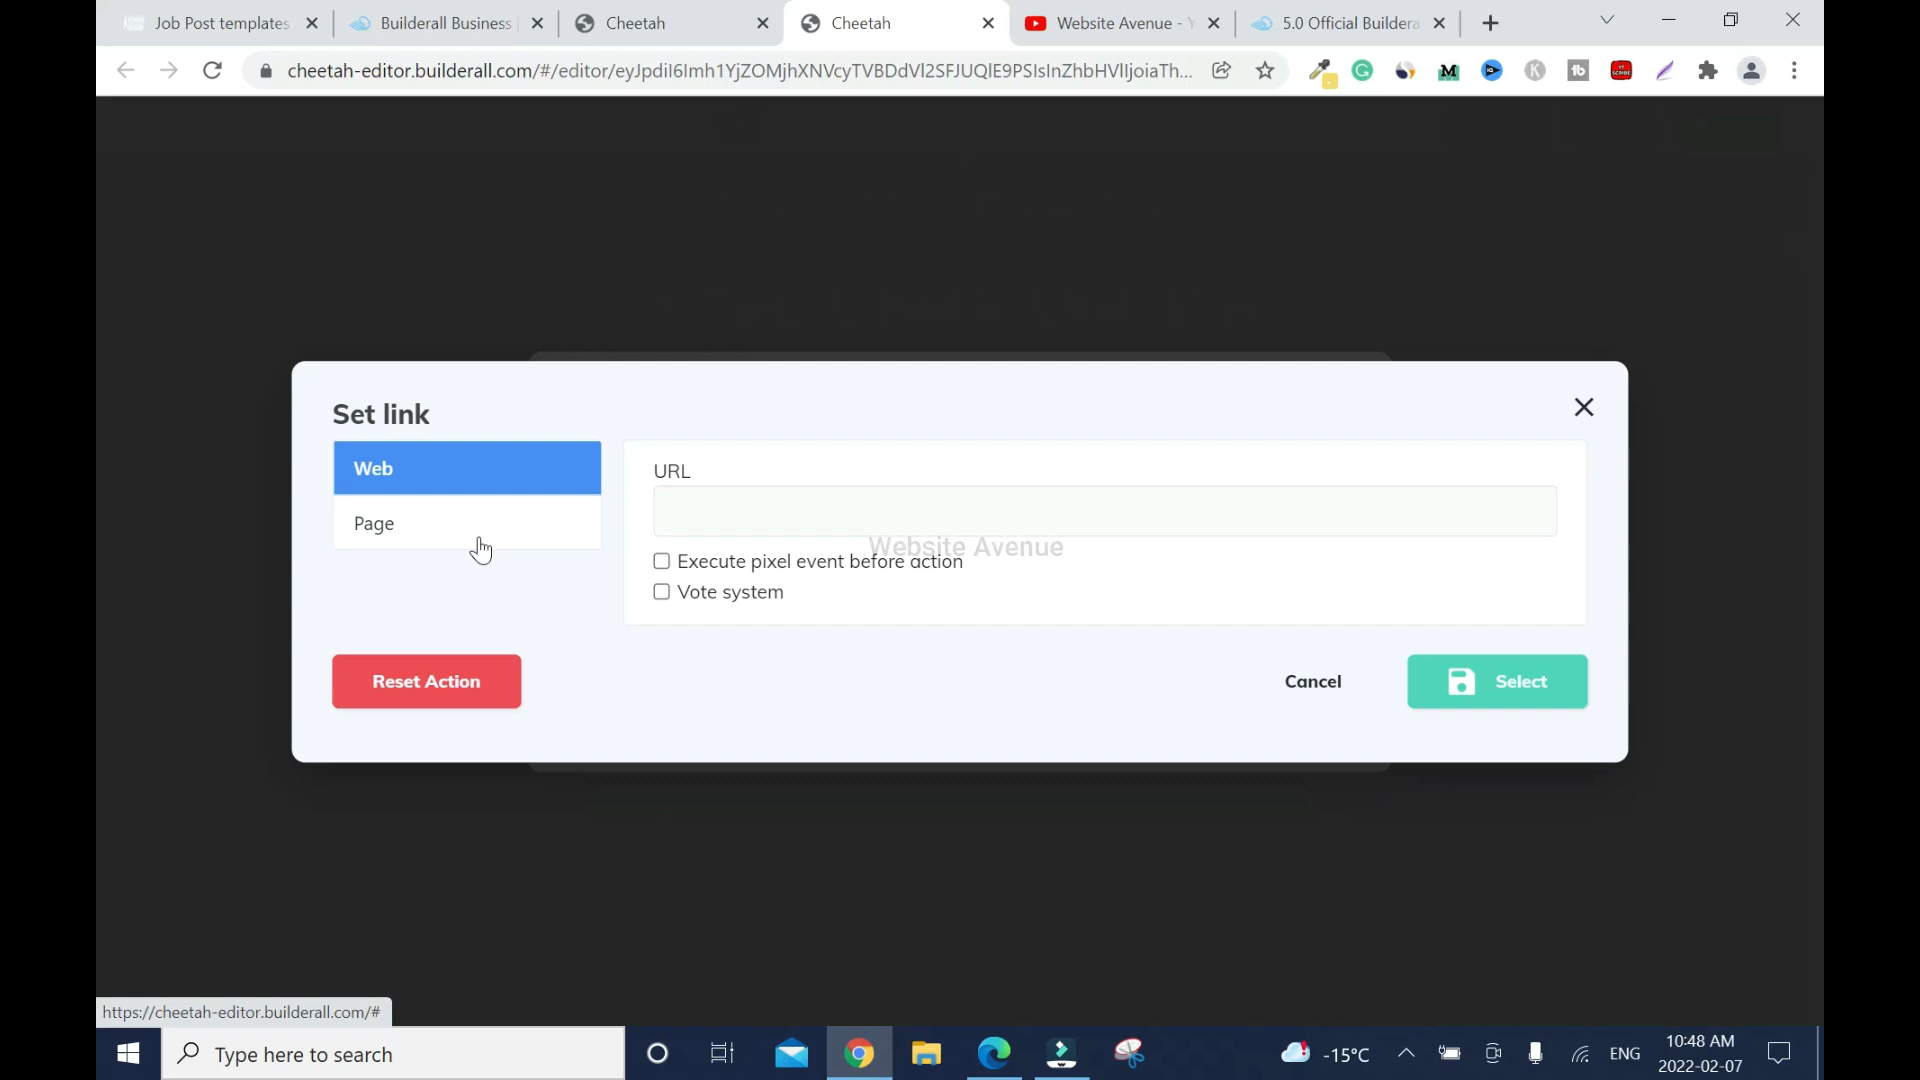 Job Post templates
Builderall Business
Cheetah
Cheetah
Website Avenue - Y
5.0 Official Buildera
cheetah-editor.builderall.com/#/editor/eyJpdiI6Imh1YjZOMjhXNVcyTVBDdVl2SFJUQlE9PSIsInZhbHVlIjoiaTh...
Set link
Web
Page
URL
Website Avenue
Execute pixel event before action
Vote system
Reset Action
Cancel
Select
https://cheetah-editor.builderall.com/#
Type here to search
-15°C
ENG
10:48 AM
2022-02-07